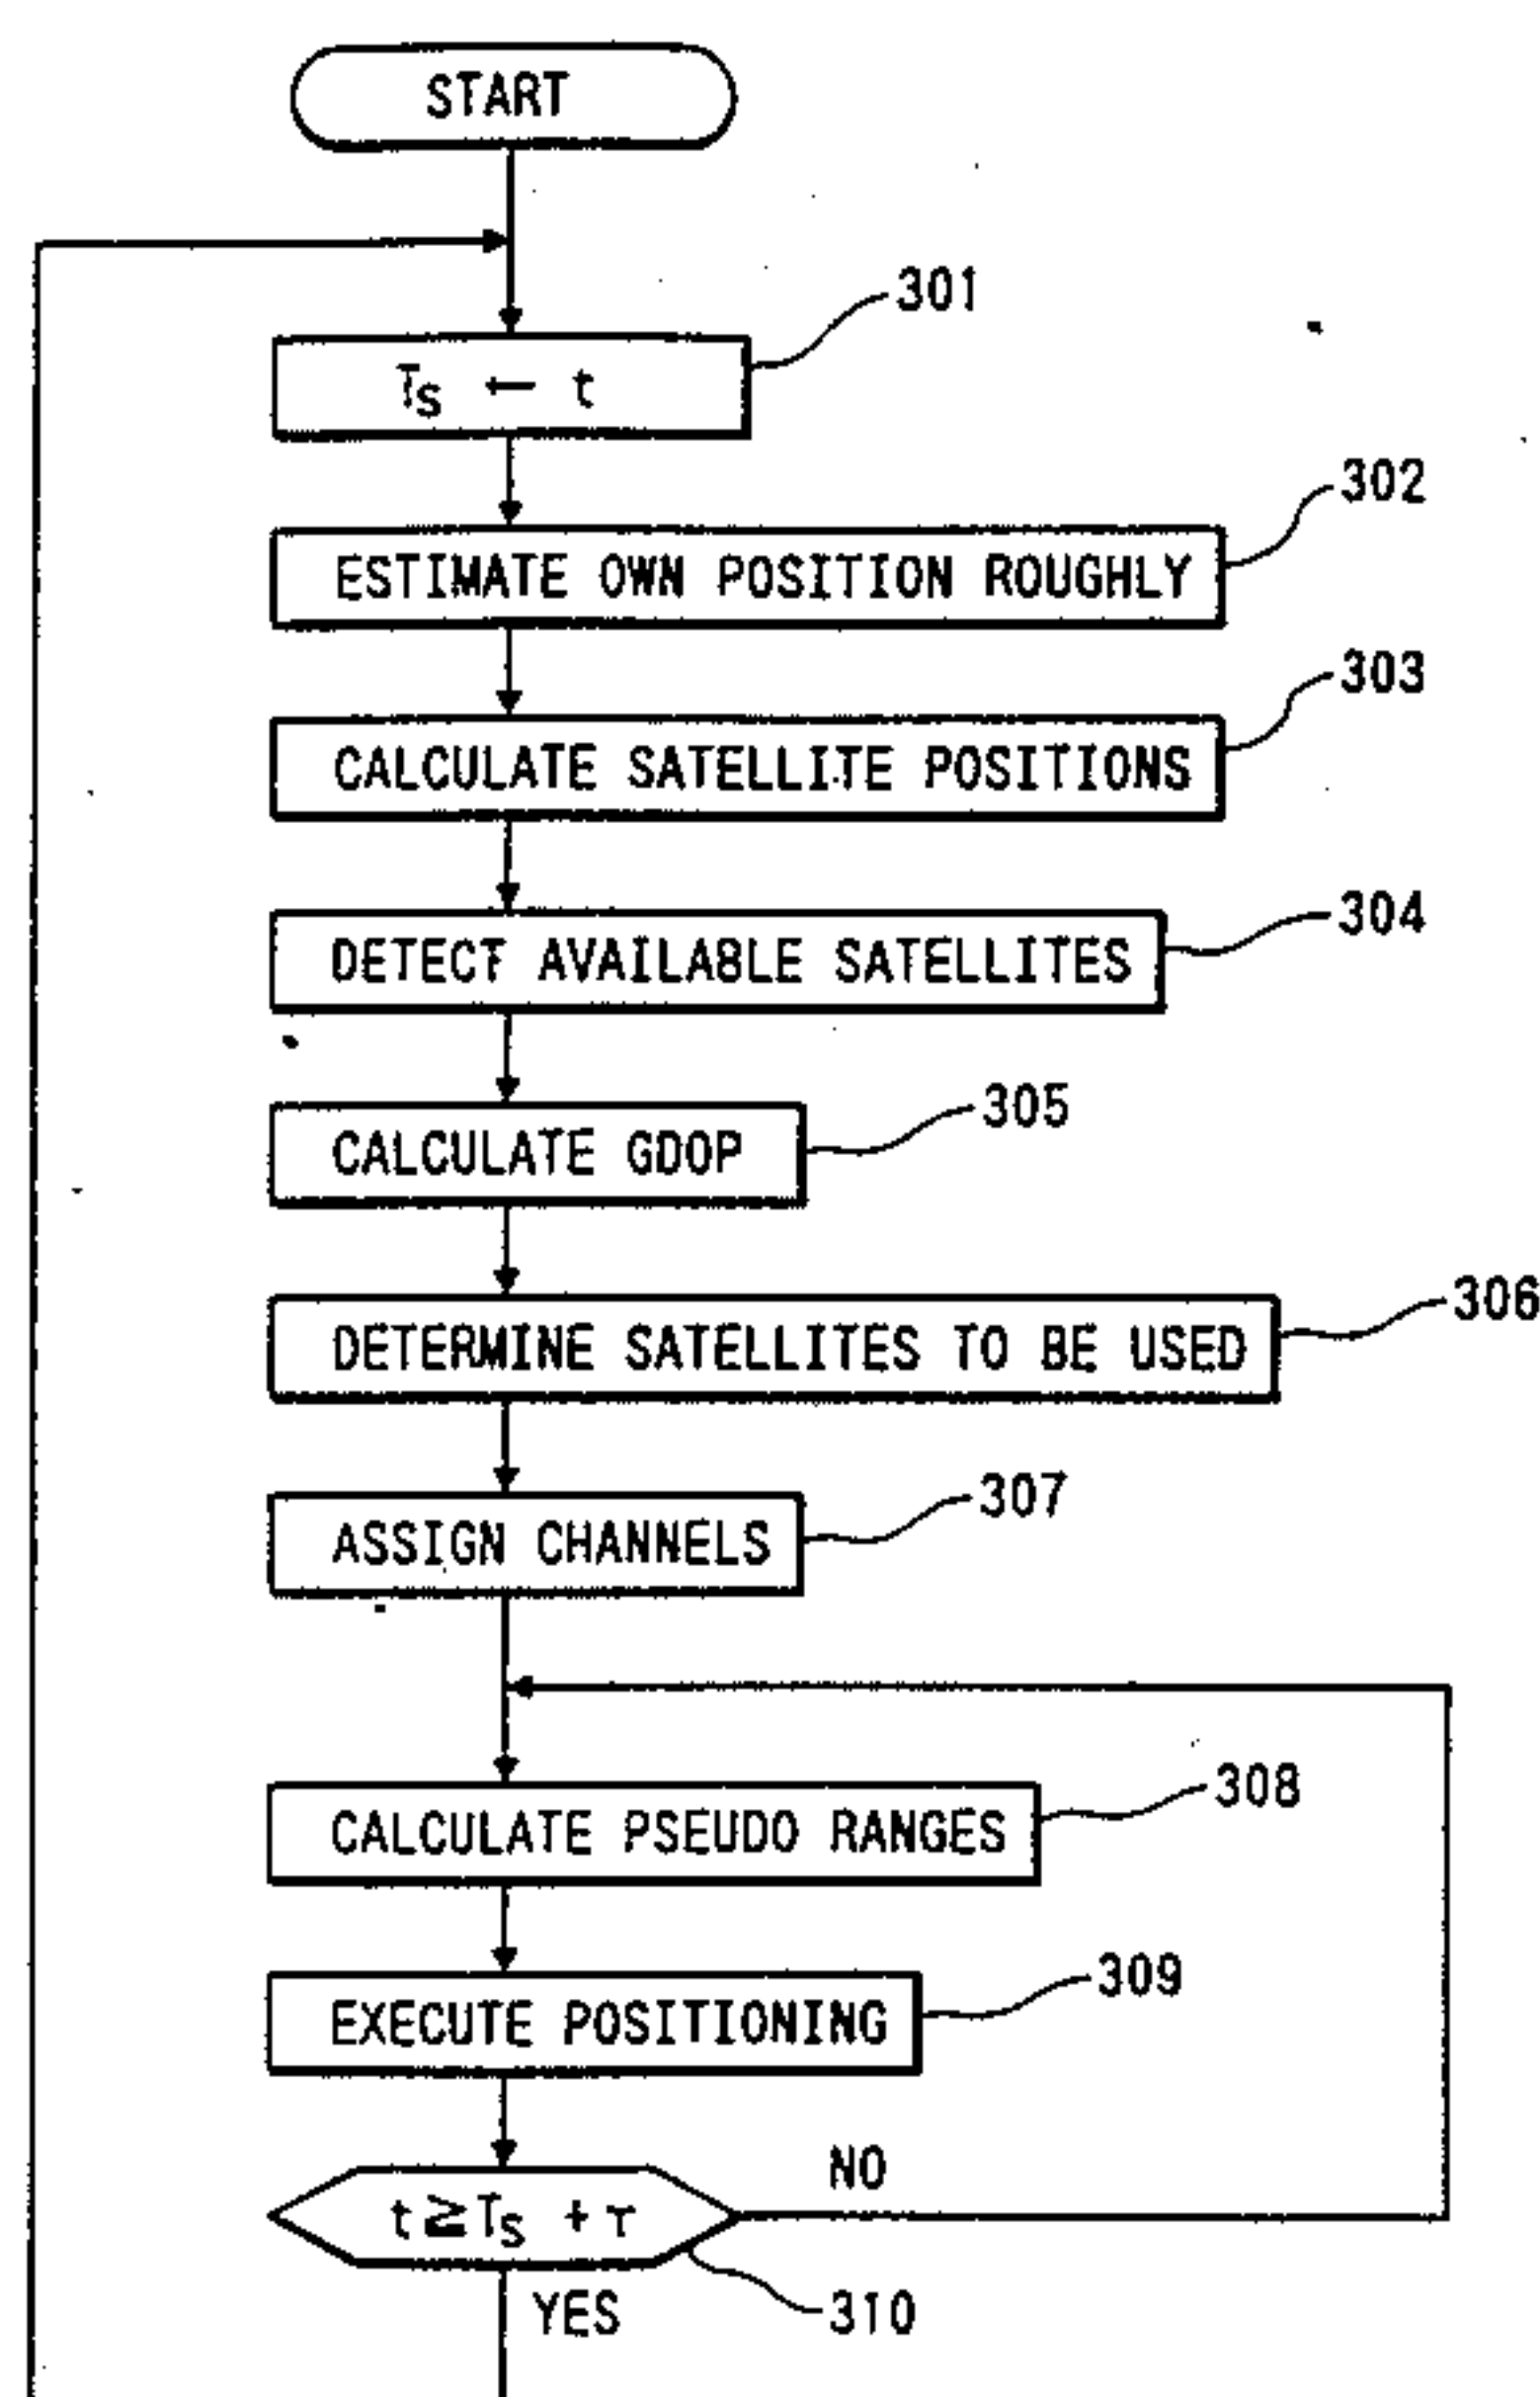 START
301
Ts ← t
302
ESTIMATE OWN POSITION ROUGHLY
303
CALCULATE SATELLITE POSITIONS
304
DETECT AVAILABLE SATELLITES
305
CALCULATE GDOP
306
DETERMINE SATELLITES TO BE USED
307
ASSIGN CHANNELS
308
CALCULATE PSEUDO RANGES
309
EXECUTE POSITIONING
NO
t ≧ Ts + τ
YES
310